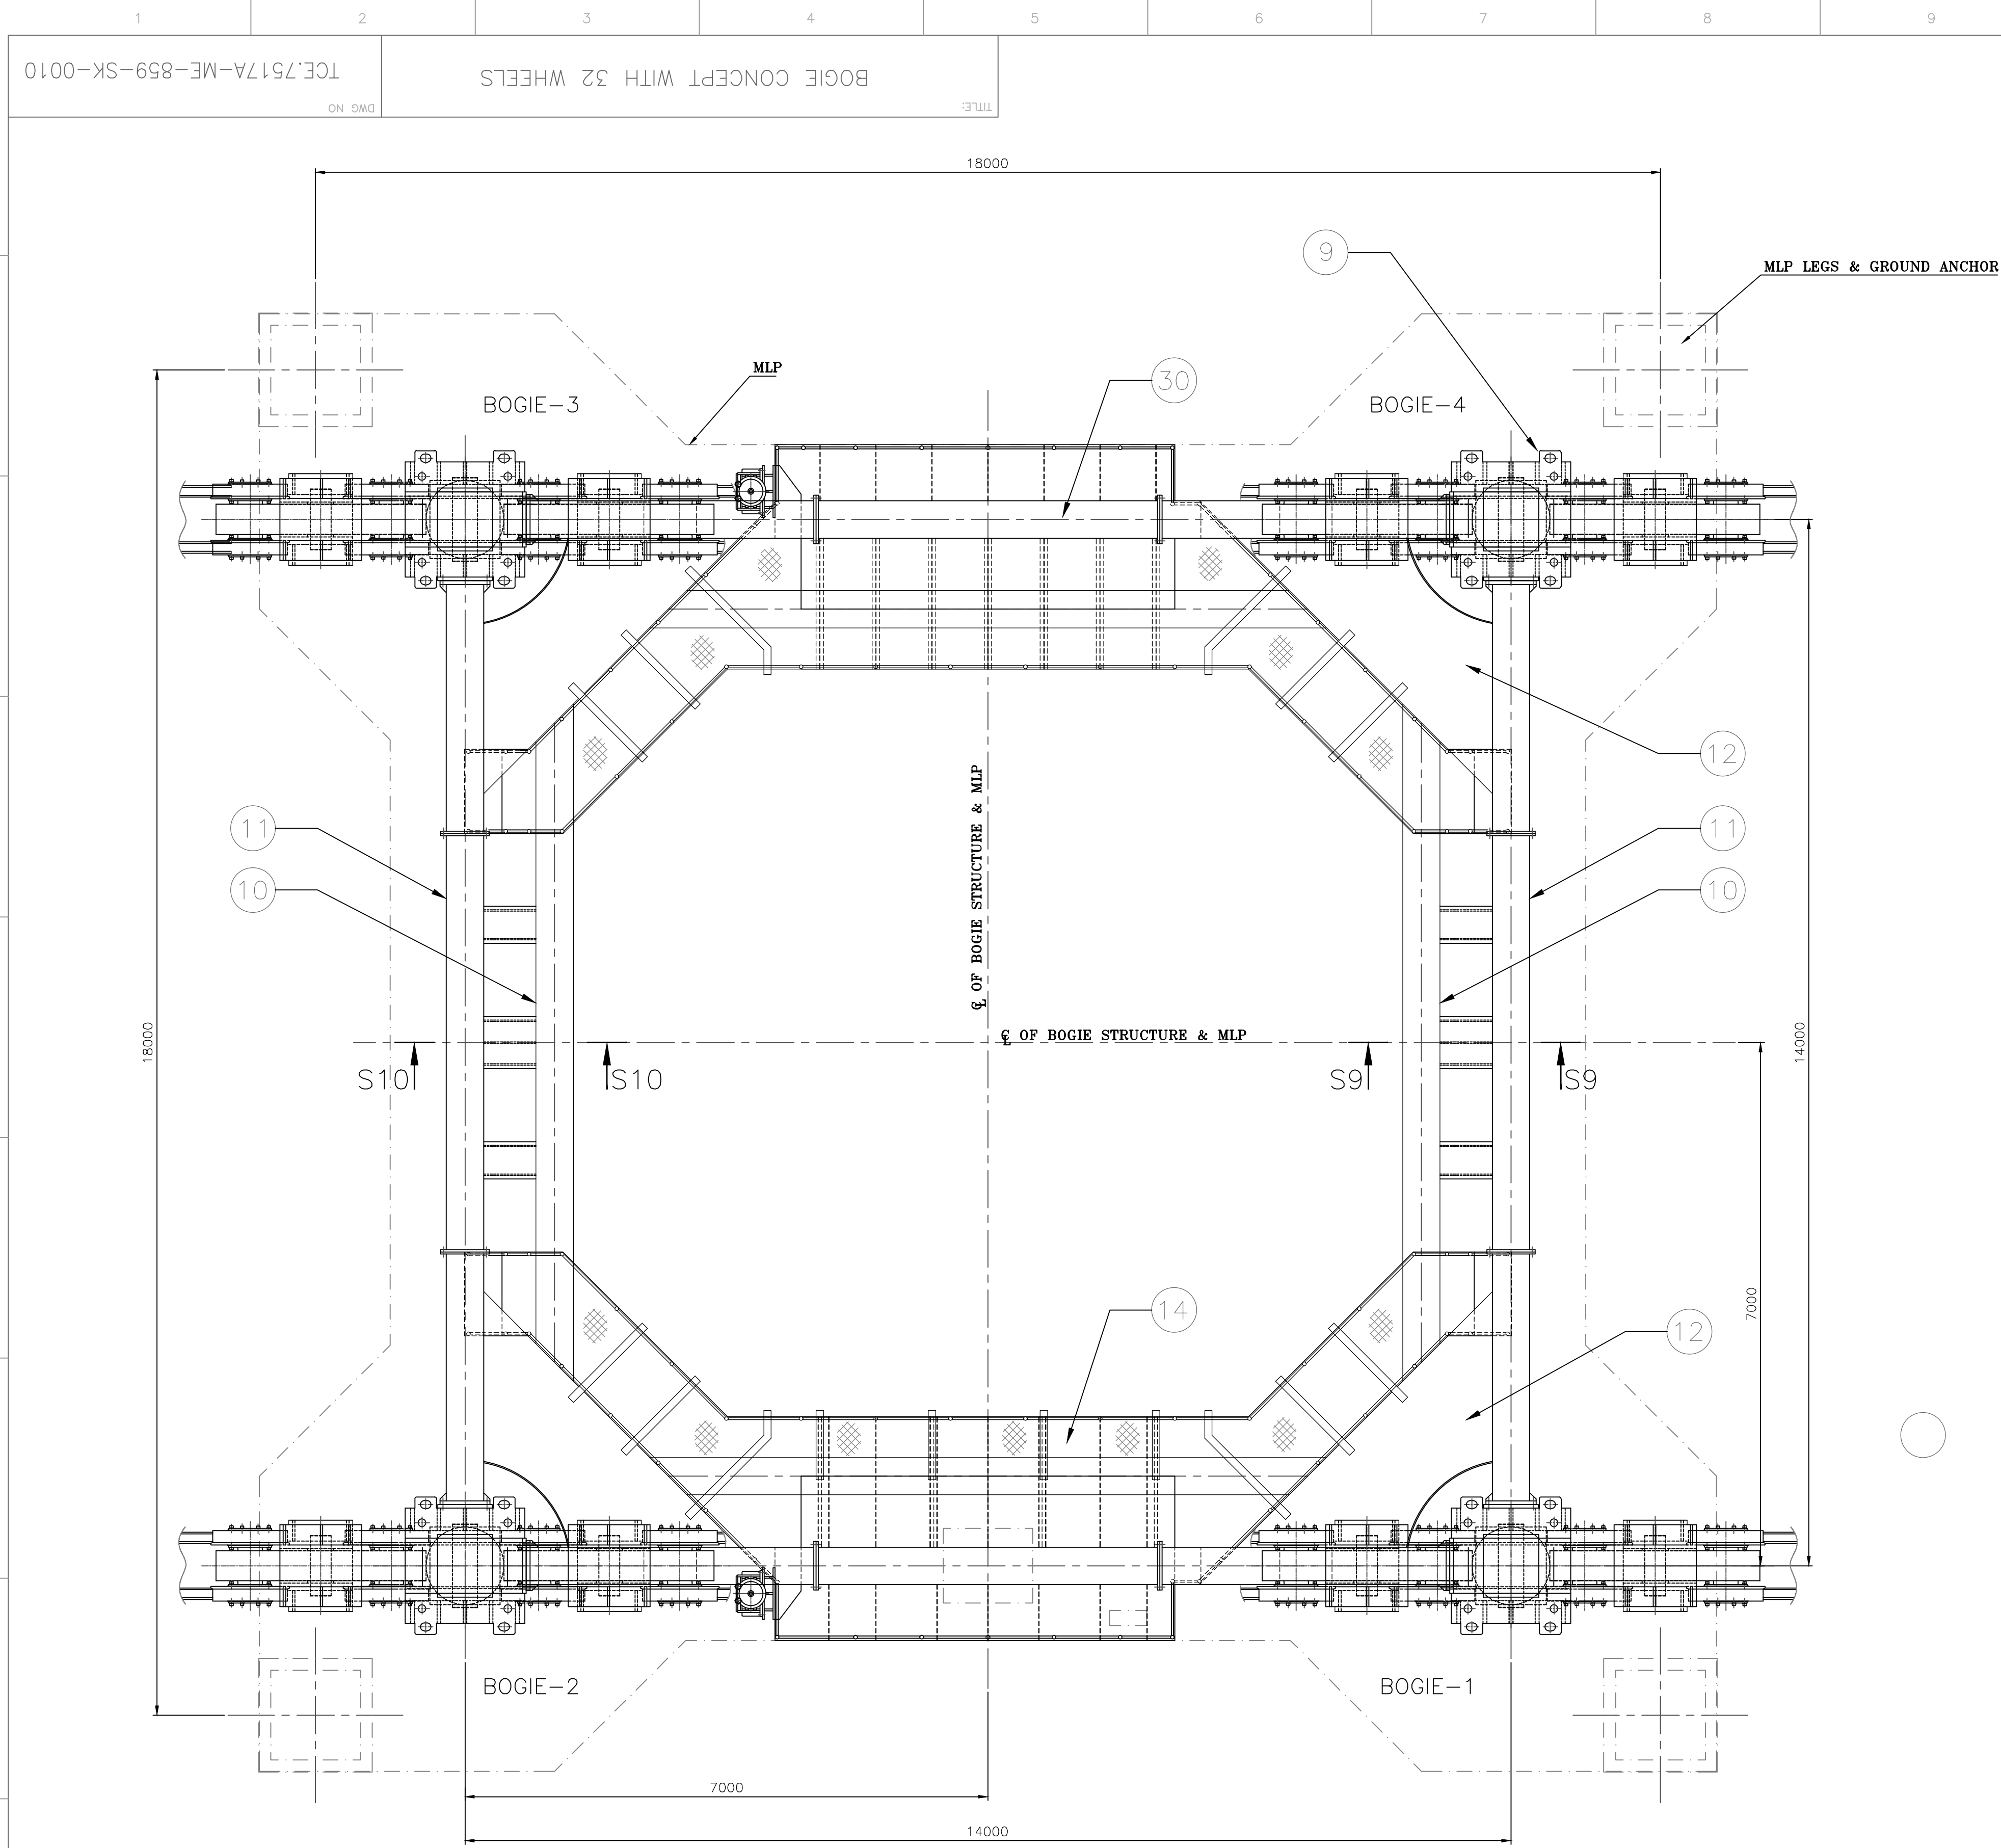 1 2 3 4 5 6 7 8 9
TCE.7517A-ME-859-SK-0010
DWG NO
BOGIE CONCEPT WITH 32 WHEELS
TITLE:
18000
9
MLP LEGS & GROUND ANCHOR
MLP
30
BOGIE-3
BOGIE-4
12
11
11
10
10
℄ OF BOGIE STRUCTURE & MLP
℄ OF BOGIE STRUCTURE & MLP
18000
14000
S10
S10
S9
S9
14
7000
12
BOGIE-2
BOGIE-1
7000
14000